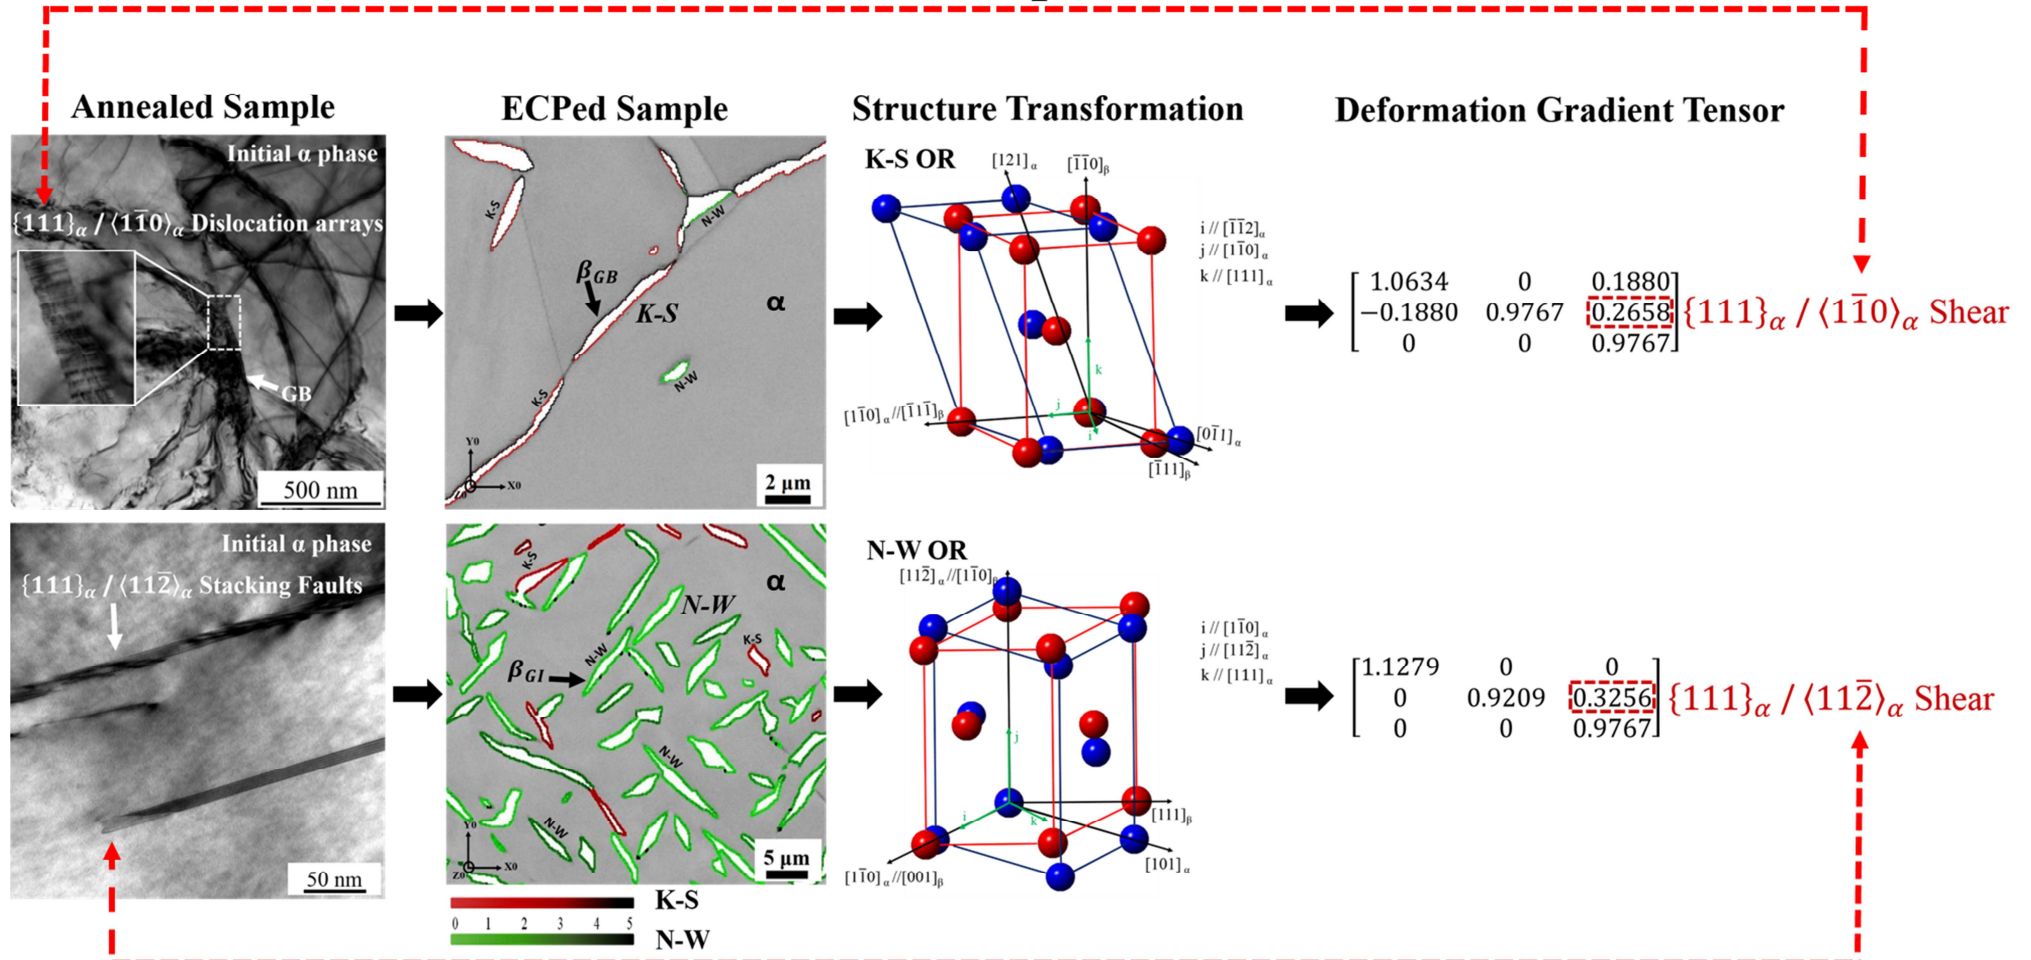 Annealed Sample
ECPed Sample
Structure Transformation
Deformation Gradient Tensor
Initial α phase
{111}α / ⟨11̅0⟩α Dislocation arrays
GB
500 nm
K-S
N-W
βGB
K-S
α
N-W
K-S
Y0
X0
Z0
2 μm
K-S OR
[121]α
[1̅1̅0]β
i // [1̅1̅2]α
j // [11̅0]α
k // [111]α
k
j
i
[11̅0]α//[1̅11̅]β
[01̅1]α
[1̅11]β
1.0634 0 0.1880
−0.1880 0.9767 0.2658
0 0 0.9767
{111}α / ⟨11̅0⟩α Shear
Initial α phase
{111}α / ⟨112̅⟩α Stacking Faults
50 nm
K-S
α
N-W
K-S
N-W
βGI
N-W
N-W
Y0
X0
Z0
5 μm
K-S
0 1 2 3 4 5
N-W
N-W OR
[112̅]α//[11̅0]β
i // [11̅0]α
j // [112̅]α
k // [111]α
j
i
k
[111]β
[101]α
[11̅0]α//[001]β
1.1279 0 0
0 0.9209 0.3256
0 0 0.9767
{111}α / ⟨112̅⟩α Shear